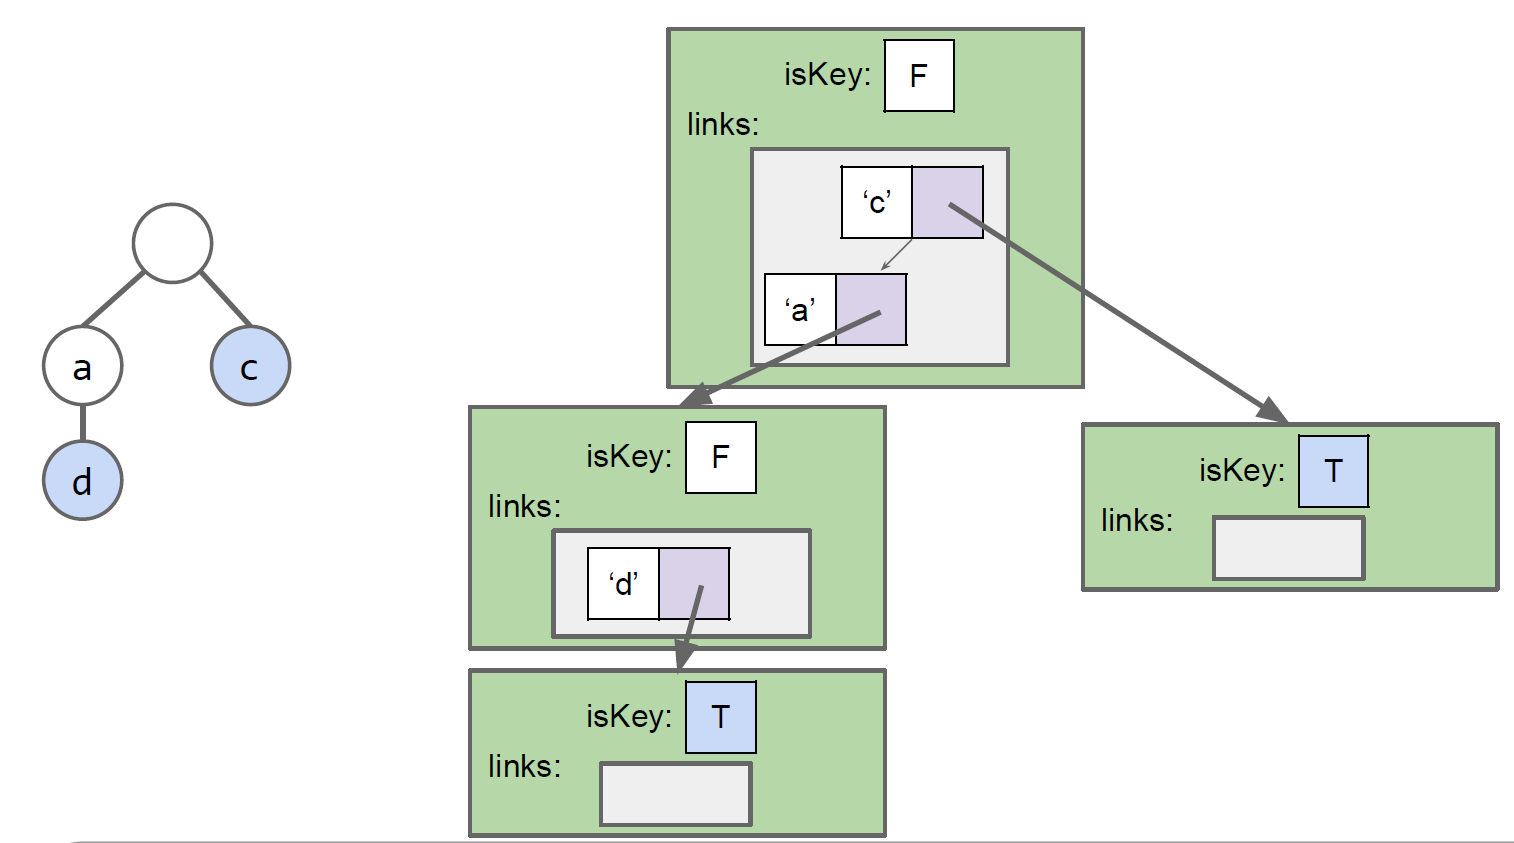 a
c
d
isKey: F
links:
‘c’
‘a’
isKey: F
links:
‘d’
isKey: T
links:
isKey: T
links: